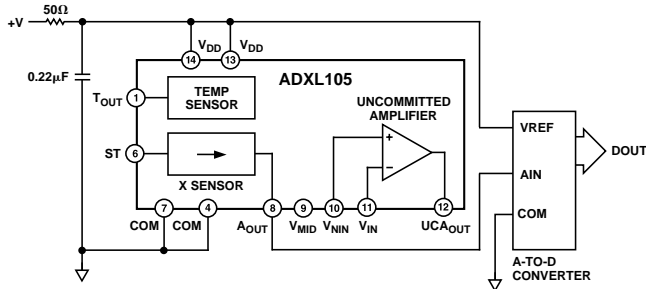 50Ω
+V
0.22μF
VDD
VDD
14
13
ADXL105
1
TOUT
TEMP
SENSOR
UNCOMMITTED
AMPLIFIER
+
−
ST
6
X SENSOR
7
4
8
9
10
11
12
COM
COM
AOUT
VMID
VNIN
VIN
UCAOUT
VREF
AIN
COM
DOUT
A-TO-D
CONVERTER